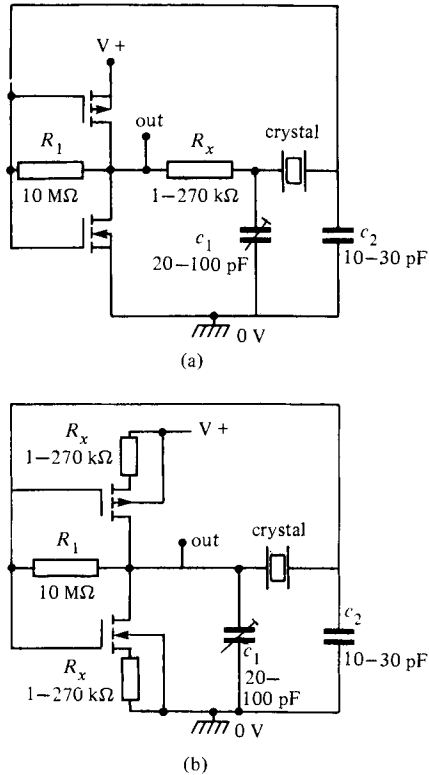 V +
out
R₁
Rₓ
crystal
10 MΩ
1–270 kΩ
c₁
20–100 pF
c₂
10–30 pF
0 V
(a)
Rₓ
1–270 kΩ
V +
R₁
out
crystal
10 MΩ
c₂
10–30 pF
c₁
20–
100 pF
Rₓ
1–270 kΩ
0 V
(b)